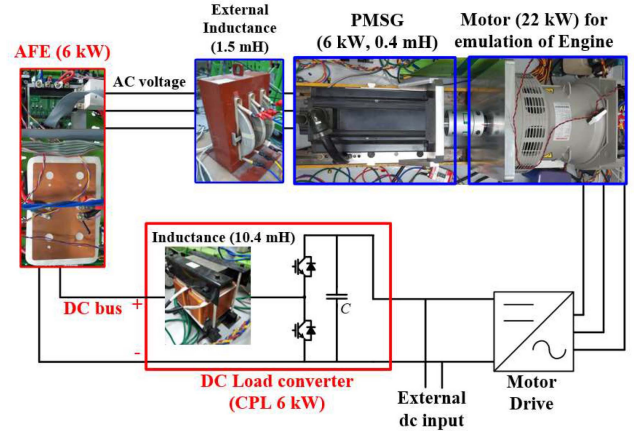 External
Inductance
(1.5 mH)
PMSG
(6 kW, 0.4 mH)
Motor (22 kW) for
emulation of Engine
AFE (6 kW)
AC voltage
Inductance (10.4 mH)
C
DC bus
+
-
DC Load converter
(CPL 6 kW)
External
dc input
Motor
Drive